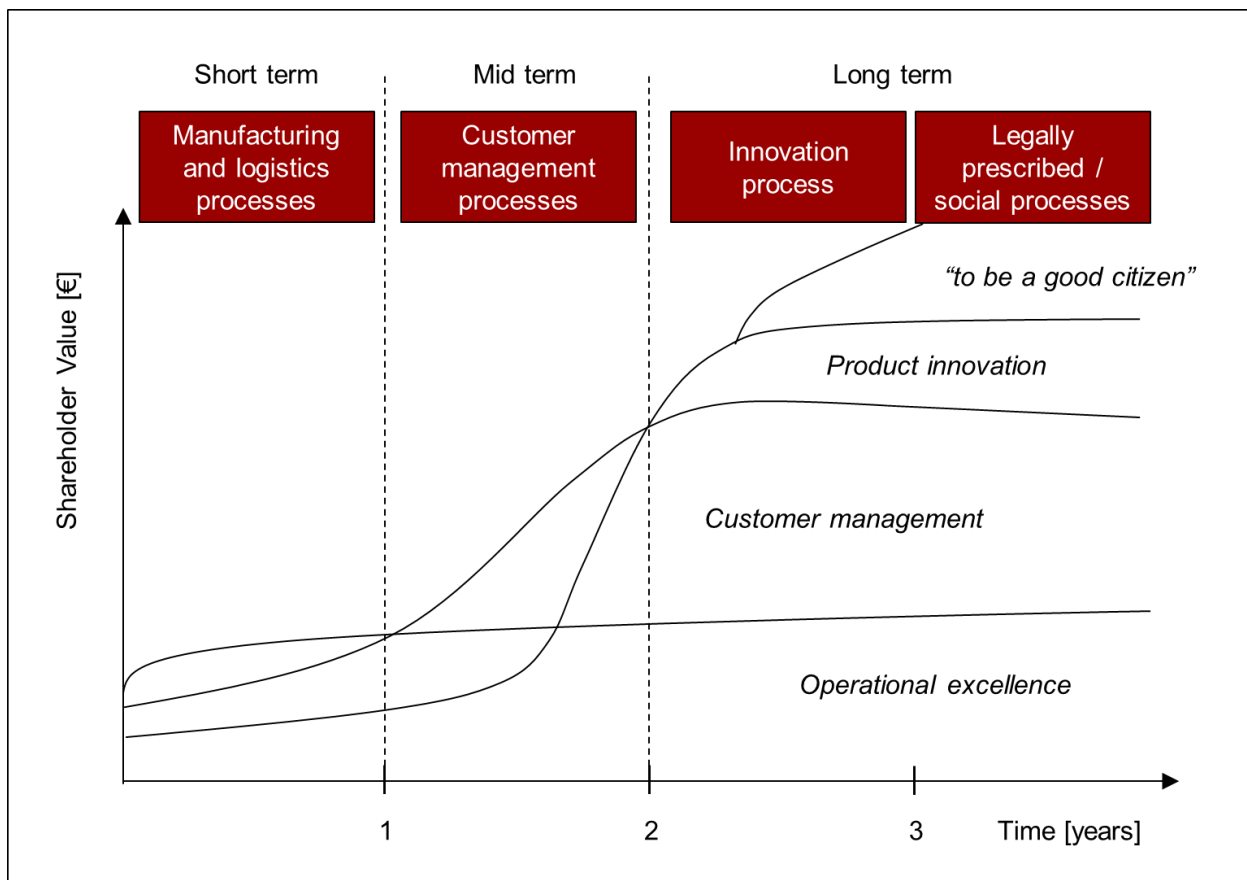 Short term
Mid term
Long term
Manufacturing
and logistics
processes
Customer
management
processes
Innovation
process
Legally
prescribed /
social processes
Shareholder Value [€]
“to be a good citizen”
Product innovation
Customer management
Operational excellence
1
2
3
Time [years]